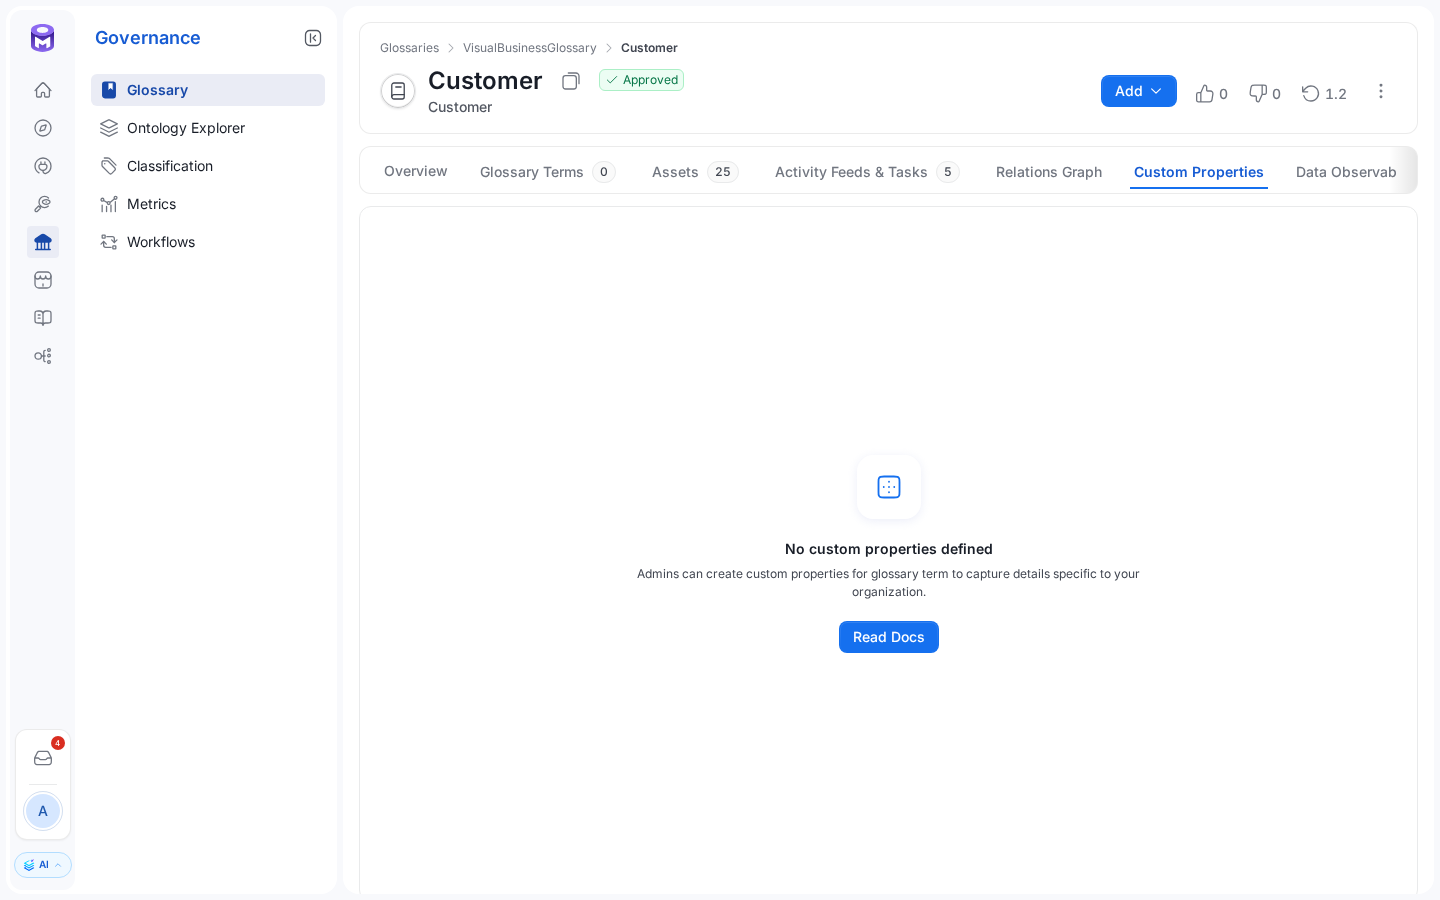 Governance
Glossary
Ontology Explorer
Classification
Metrics
Workflows
4
A
AI
Glossaries VisualBusinessGlossary Customer
Customer Approved
Customer
Add 0 0 1.2
Overview Glossary Terms 0 Assets 25 Activity Feeds & Tasks 5 Relations Graph Custom Properties Data Observab
No custom properties defined
Admins can create custom properties for glossary term to capture details specific to your
organization.
Read Docs